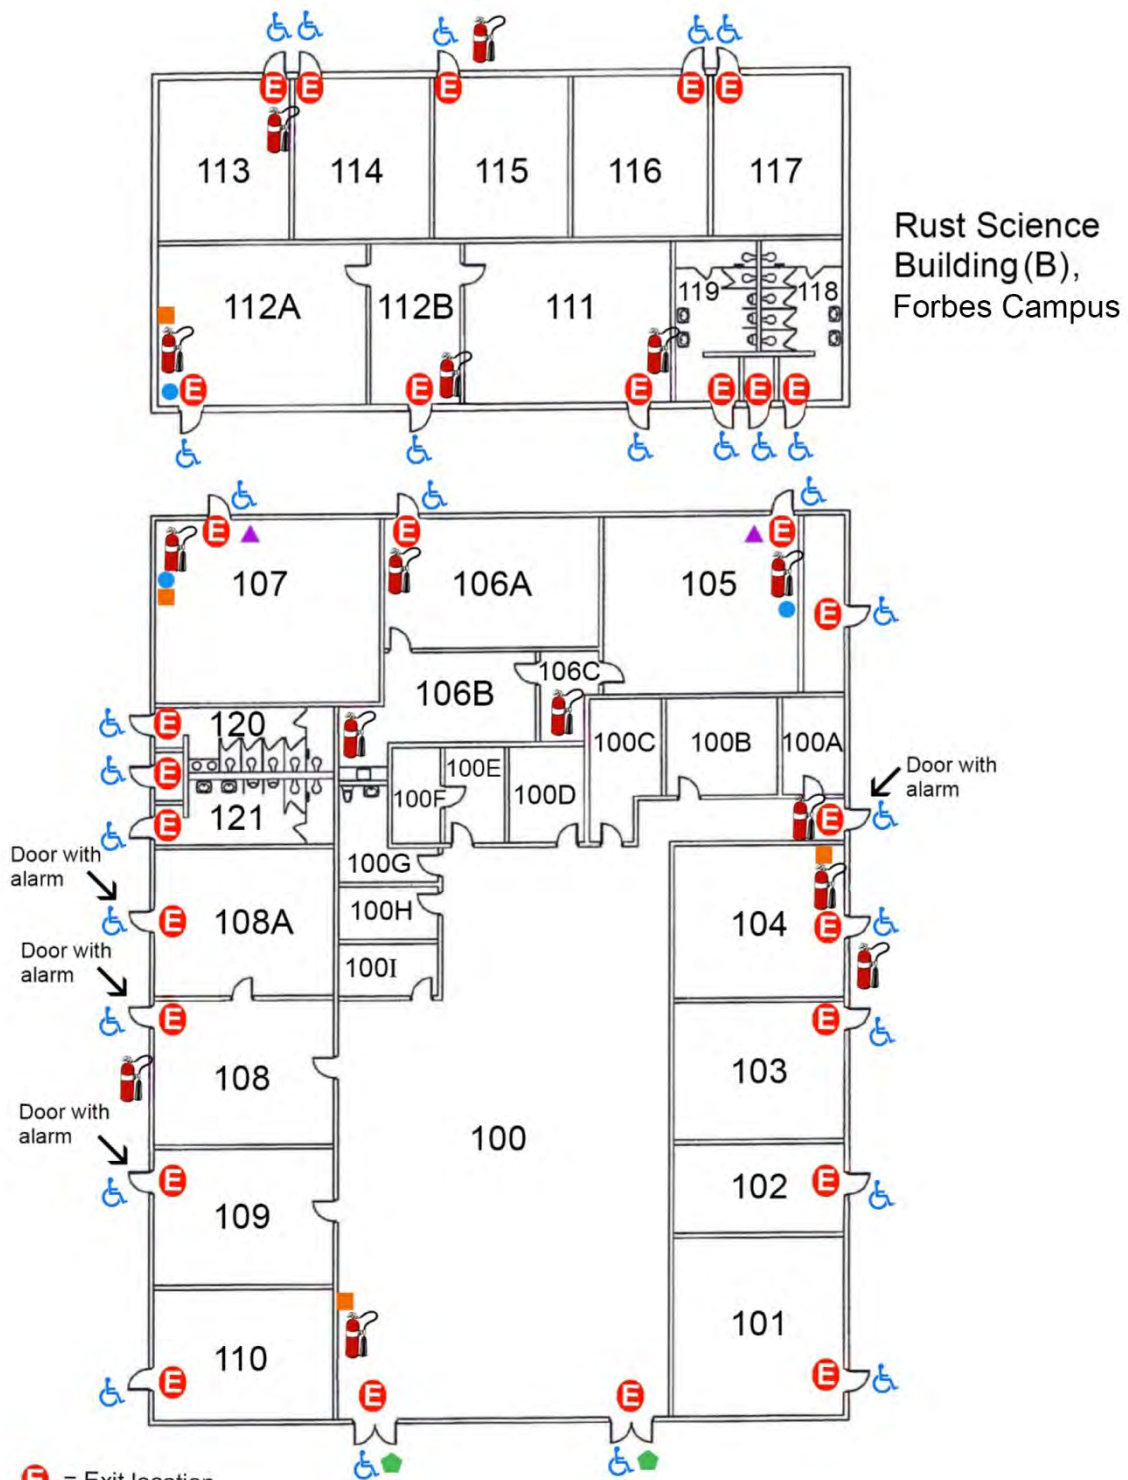 E E E E E
113 114 115 116 117
Rust Science
Building (B),
Forbes Campus
112A 112B 111 119 118
E E E E E E
E E E
107 106A 105
E
106C
106B
E 120
100C 100B 100A
100E
Door with
alarm
E
100F 100D
121
E E
Door with
alarm
100G
100H
E 108A 104 E
Door with
alarm
100I
E E
108 103
Door with
alarm
100
E 102 E
109
101
110
E E
E E
E = Exit location